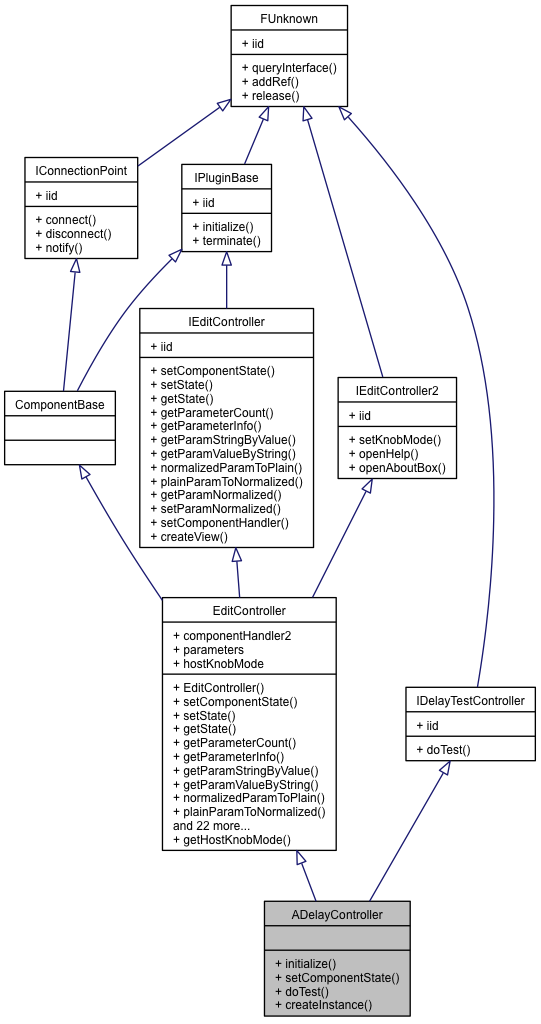 FUnknown
+ iid
+ queryInterface()
+ addRef()
+ release()
IConnectionPoint
+ iid
+ connect()
+ disconnect()
+ notify()
IPluginBase
+ iid
+ initialize()
+ terminate()
IEditController
+ iid
+ setComponentState()
+ setState()
+ getState()
+ getParameterCount()
+ getParameterInfo()
+ getParamStringByValue()
+ getParamValueByString()
+ normalizedParamToPlain()
+ plainParamToNormalized()
+ getParamNormalized()
+ setParamNormalized()
+ setComponentHandler()
+ createView()
ComponentBase
IEditController2
+ iid
+ setKnobMode()
+ openHelp()
+ openAboutBox()
EditController
+ componentHandler2
+ parameters
+ hostKnobMode
+ EditController()
+ setComponentState()
+ setState()
+ getState()
+ getParameterCount()
+ getParameterInfo()
+ getParamStringByValue()
+ getParamValueByString()
+ normalizedParamToPlain()
+ plainParamToNormalized()
and 22 more...
+ getHostKnobMode()
IDelayTestController
+ iid
+ doTest()
ADelayController
+ initialize()
+ setComponentState()
+ doTest()
+ createInstance()